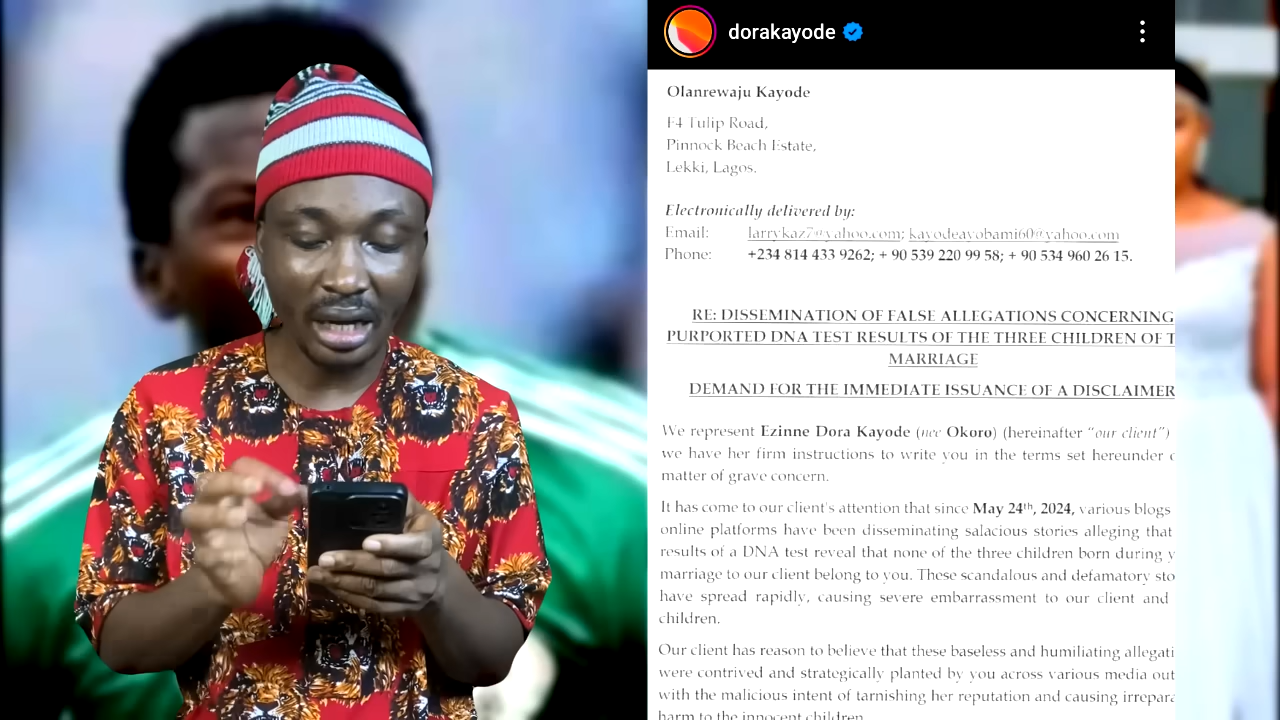 dorakayode
Olanrewaju Kayode
F4 Tulip Road,
Pinnock Beach Estate,
Lekki, Lagos.
Electronically delivered by:
Email: larrykaz7@yahoo.com; kayodeayobami60@yahoo.com
Phone: +234 814 433 9262; + 90 539 220 99 58; + 90 534 960 26 15.
RE: DISSEMINATION OF FALSE ALLEGATIONS CONCERNING
PURPORTED DNA TEST RESULTS OF THE THREE CHILDREN OF T
MARRIAGE
DEMAND FOR THE IMMEDIATE ISSUANCE OF A DISCLAIMER
We represent Ezinne Dora Kayode (nee Okoro) (hereinafter "our client")
we have her firm instructions to write you in the terms set hereunder o
matter of grave concern.
It has come to our client's attention that since May 24th, 2024, various blogs
online platforms have been disseminating salacious stories alleging that
results of a DNA test reveal that none of the three children born during y
marriage to our client belong to you. These scandalous and defamatory sto
have spread rapidly, causing severe embarrassment to our client and
children.
Our client has reason to believe that these baseless and humiliating allegati
were contrived and strategically planted by you across various media out
with the malicious intent of tarnishing her reputation and causing irrepara
harm to the innocent children.